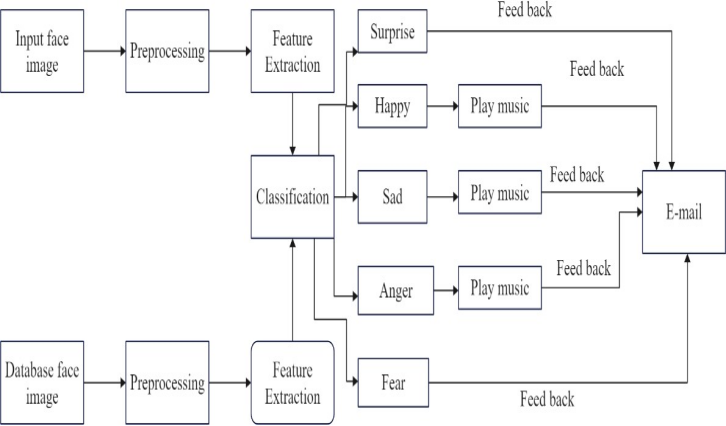 Feed back
Surprise
Input face
image
Preprocessing
Feature
Extraction
Feed back
Happy
Play music
Feed back
Classification
Sad
Play music
E-mail
Feed back
Anger
Play music
Database face
image
Preprocessing
Feature
Extraction
Fear
Feed back